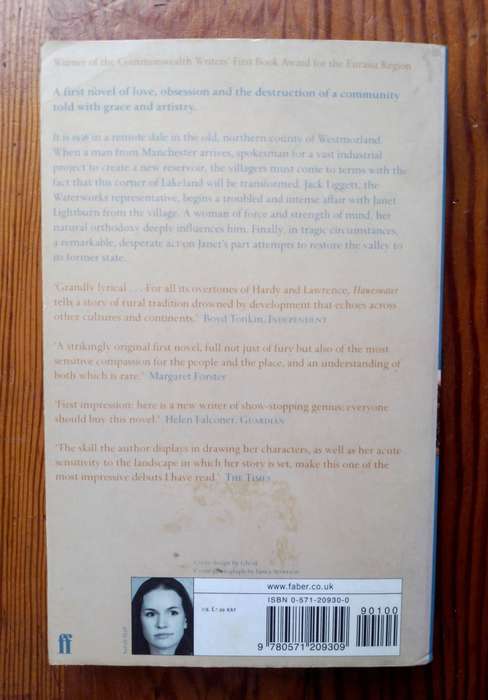 Winner of the Commonwealth Writers' First Book Award for the Eurasia Region
A first novel of love, obsession and the destruction of a community
told with grace and artistry.
It is 1936 in a remote dale in the old, northern county of Westmorland.
When a man from Manchester arrives, spokesman for a vast industrial
project to create a new reservoir, the villagers must come to terms with the
fact that this corner of Lakeland will be transformed. Jack Liggett, the
Waterworks representative, begins a troubled and intense affair with Janet
Lightburn from the village. A woman of force and strength of mind, her
natural orthodoxy deeply influences him. Finally, in tragic circumstances,
a remarkable, desperate act on Janet's part attempts to restore the valley to
its former state.
'Grandly lyrical . . . For all its overtones of Hardy and Lawrence, Haweswater
tells a story of rural tradition drowned by development that echoes across
other cultures and continents.' Boyd Tonkin, INDEPENDENT
'A strikingly original first novel, full not just of fury but also of the most
sensitive compassion for the people and the place, and an understanding of
both which is rare.' Margaret Forster
'First impression: here is a new writer of show-stopping genius; everyone
should buy this novel.' Helen Falconer, GUARDIAN
'The skill the author displays in drawing her characters, as well as her acute
sensitivity to the landscape in which her story is set, make this one of the
most impressive debuts I have read.' THE TIMES
Cover design by
Cover photograph by
www.faber.co.uk
ISBN 0-571-20930-0
UK £7.99 RRP
90100
9 780571 209309
ff
Sarah Hall